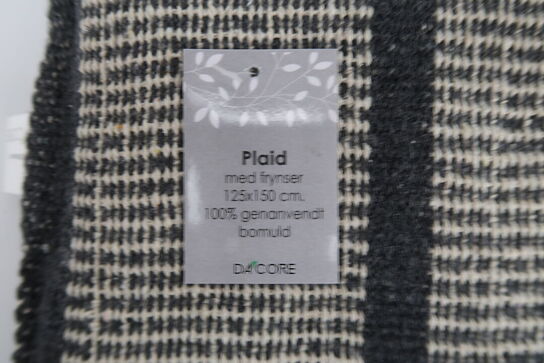 Plaid
med frynser
125x150 cm.
100% genanvendt
bomuld
DA'CORE